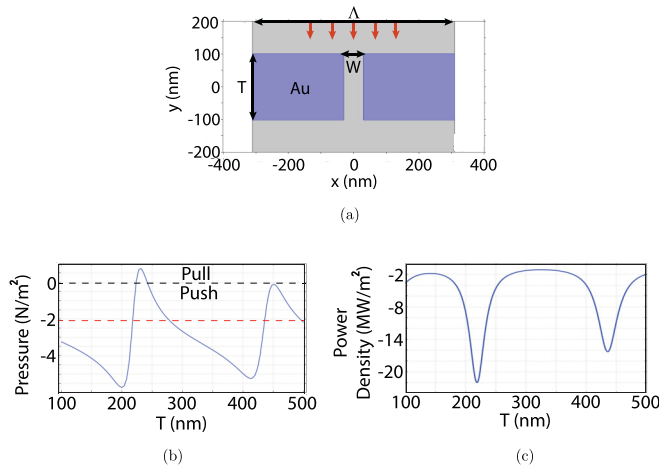 Λ
200
100
0
-100
-200
y (nm)
T
Au
W
-400
-200
0
200
400
x (nm)
(a)
0
-2
-4
Pressure (N/m²)
Pull
Push
100
200
300
400
500
T (nm)
(b)
-2
-8
-14
-20
Power
Density (MW/m²)
100
200
300
400
500
T (nm)
(c)